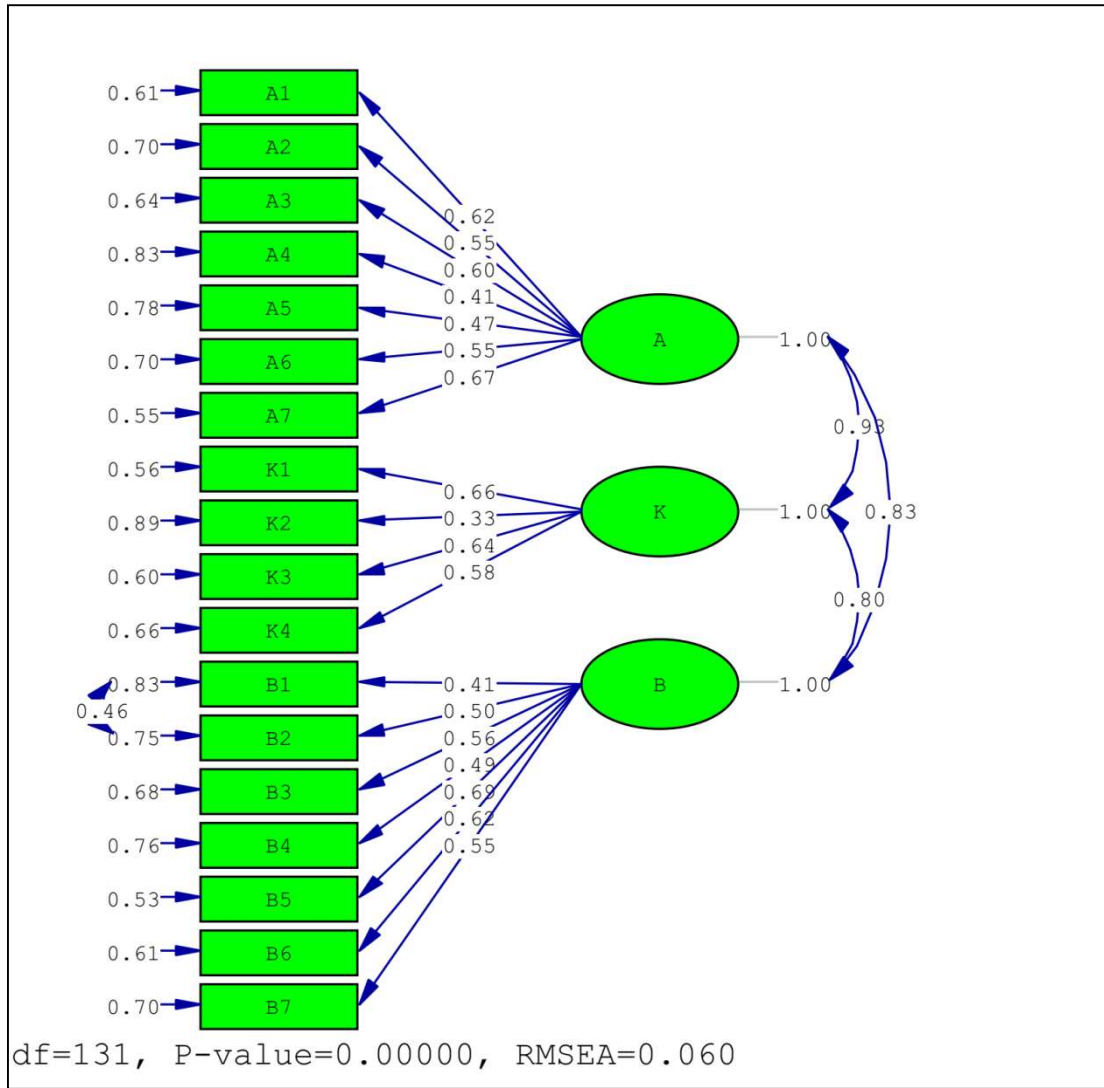 0.61 A1
0.70 A2
0.64 A3
0.62
0.83 A4
0.55
0.60
0.78 A5
0.41
0.47
A 1.00
0.70 A6
0.55
0.67
0.55 A7
0.93
0.56 K1
0.66
0.89 K2
0.33
K 1.00 0.83
0.64
0.60 K3
0.58
0.80
0.66 K4
0.83 B1
0.41
B 1.00
0.46
0.50
0.75 B2
0.56
0.49
0.68 B3
0.69
0.62
0.76 B4
0.55
0.53 B5
0.61 B6
0.70 B7
df=131, P-value=0.00000, RMSEA=0.060